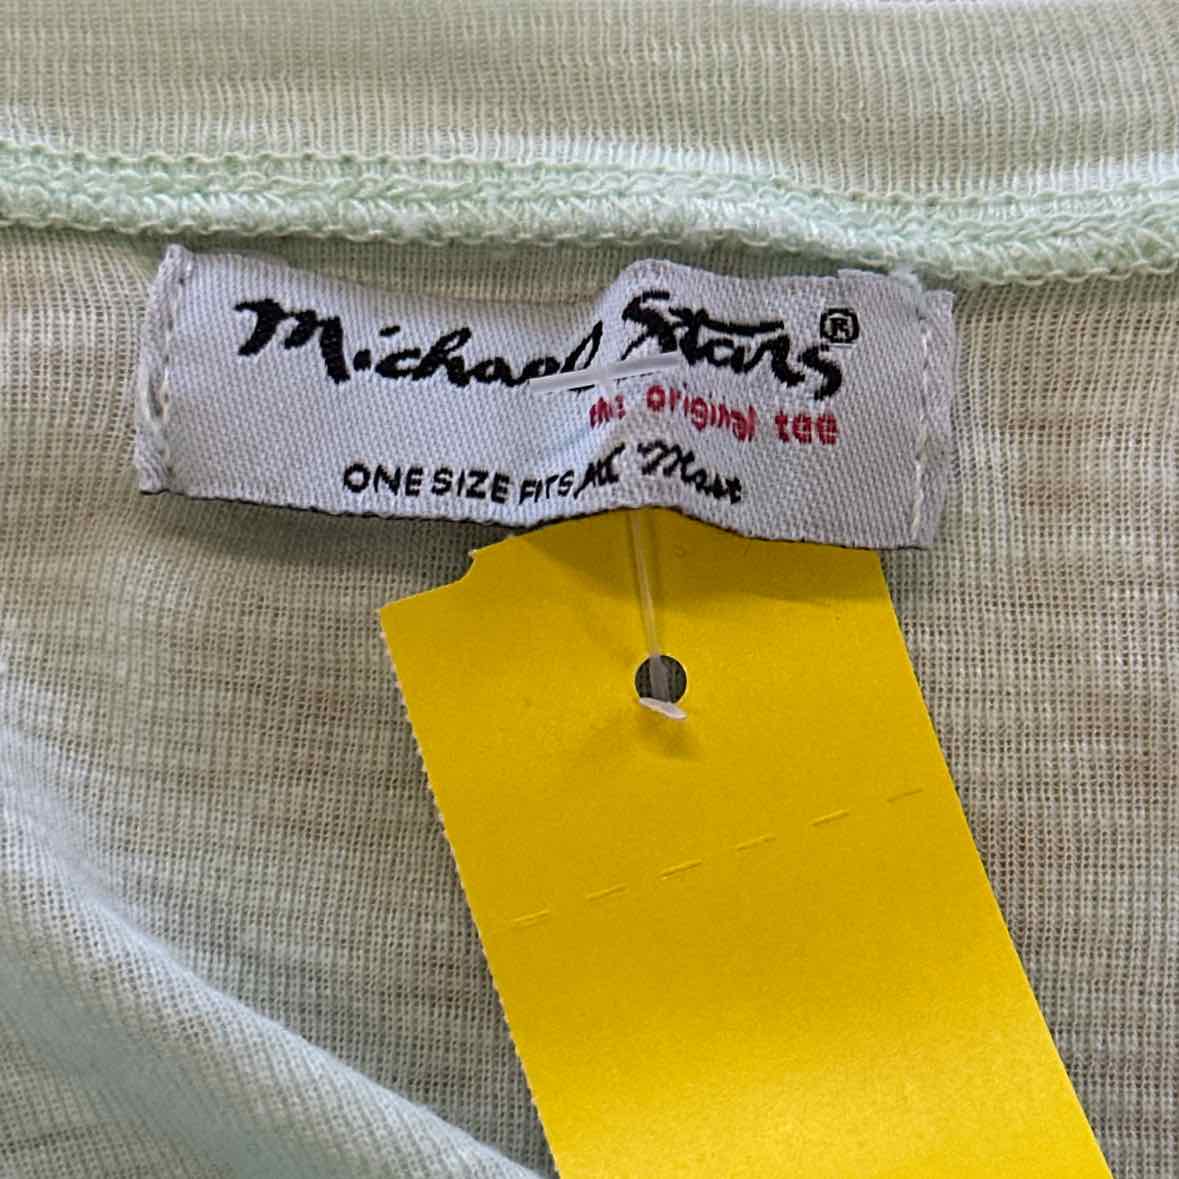 Michael Stars®
the original tee
ONE SIZE FITS All Most